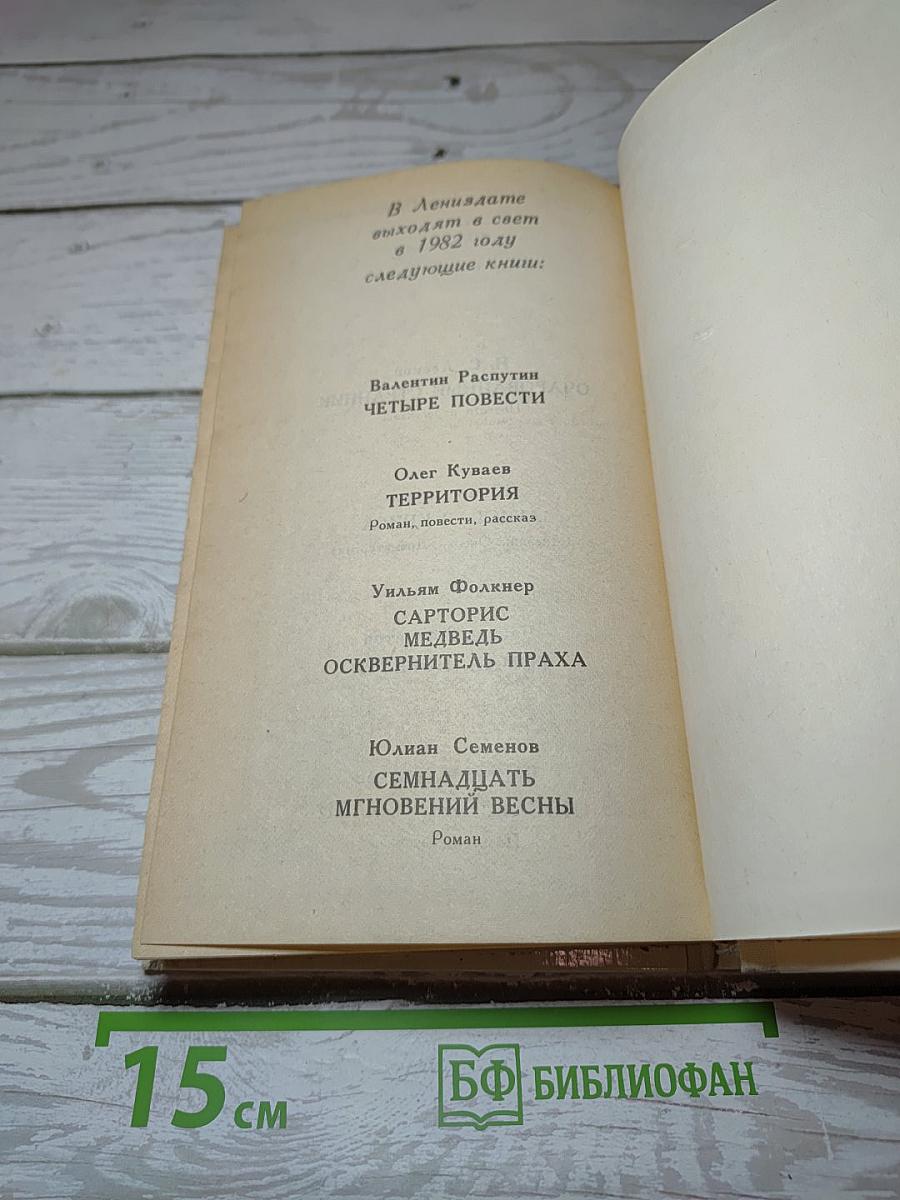 В Лениздате
выходят в свет
в 1982 году
следующие книги:
Валентин Распутин
ЧЕТЫРЕ ПОВЕСТИ
Олег Куваев
ТЕРРИТОРИЯ
Роман, повести, рассказ
Уильям Фолкнер
САРТОРИС
МЕДВЕДЬ
ОСКВЕРНИТЕЛЬ ПРАХА
Юлиан Семенов
СЕМНАДЦАТЬ
МГНОВЕНИЙ ВЕСНЫ
Роман
15 см
БФ БИБЛИОФАН